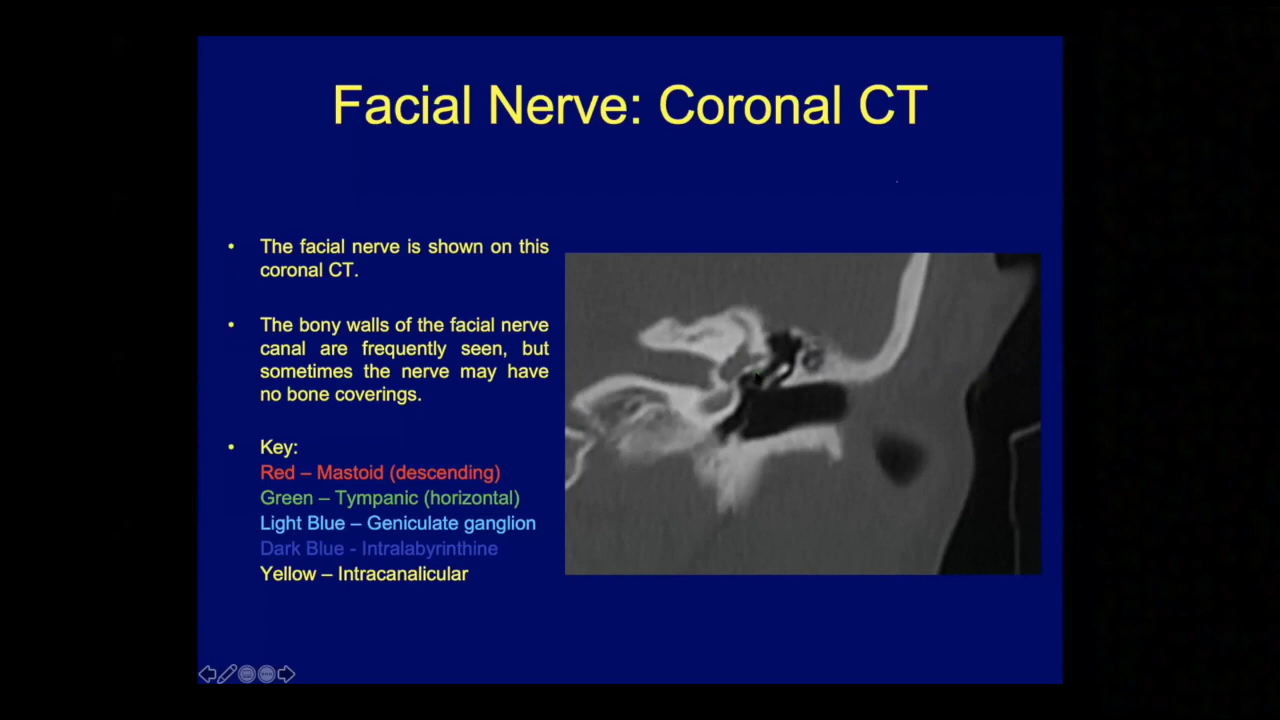 Facial Nerve: Coronal CT
• The facial nerve is shown on this
coronal CT.
• The bony walls of the facial nerve
canal are frequently seen, but
sometimes the nerve may have
no bone coverings.
• Key:
Red – Mastoid (descending)
Green – Tympanic (horizontal)
Light Blue – Geniculate ganglion
Dark Blue - Intralabyrinthine
Yellow – Intracanalicular